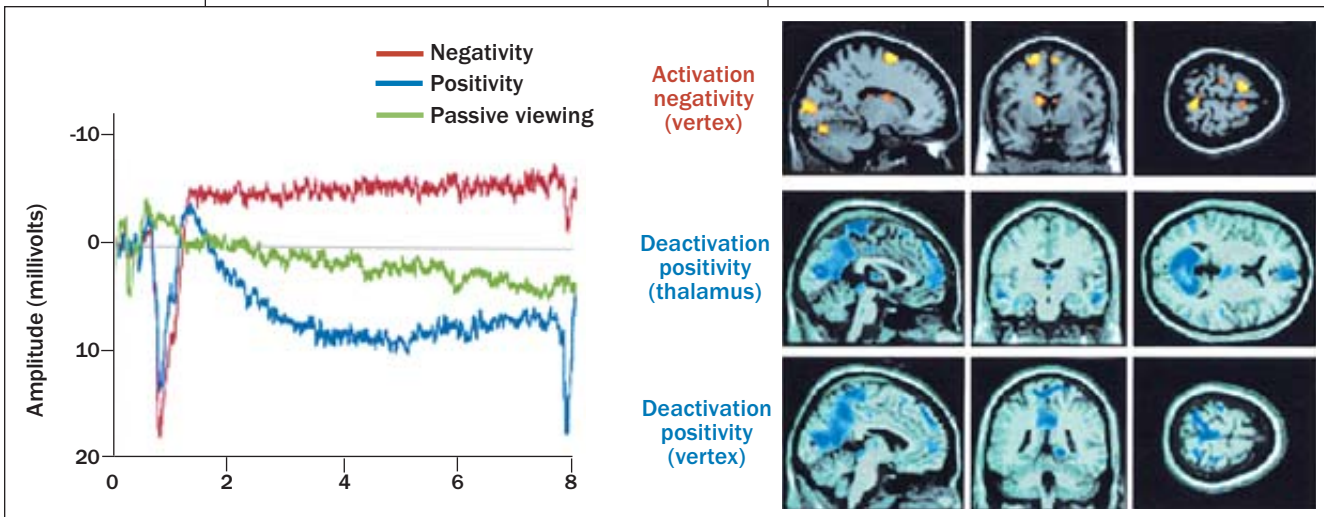 Negativity
Positivity
Passive viewing
Amplitude (millivolts)
-10
0
10
20
0
2
4
6
8
Activation
negativity
(vertex)
Deactivation
positivity
(thalamus)
Deactivation
positivity
(vertex)